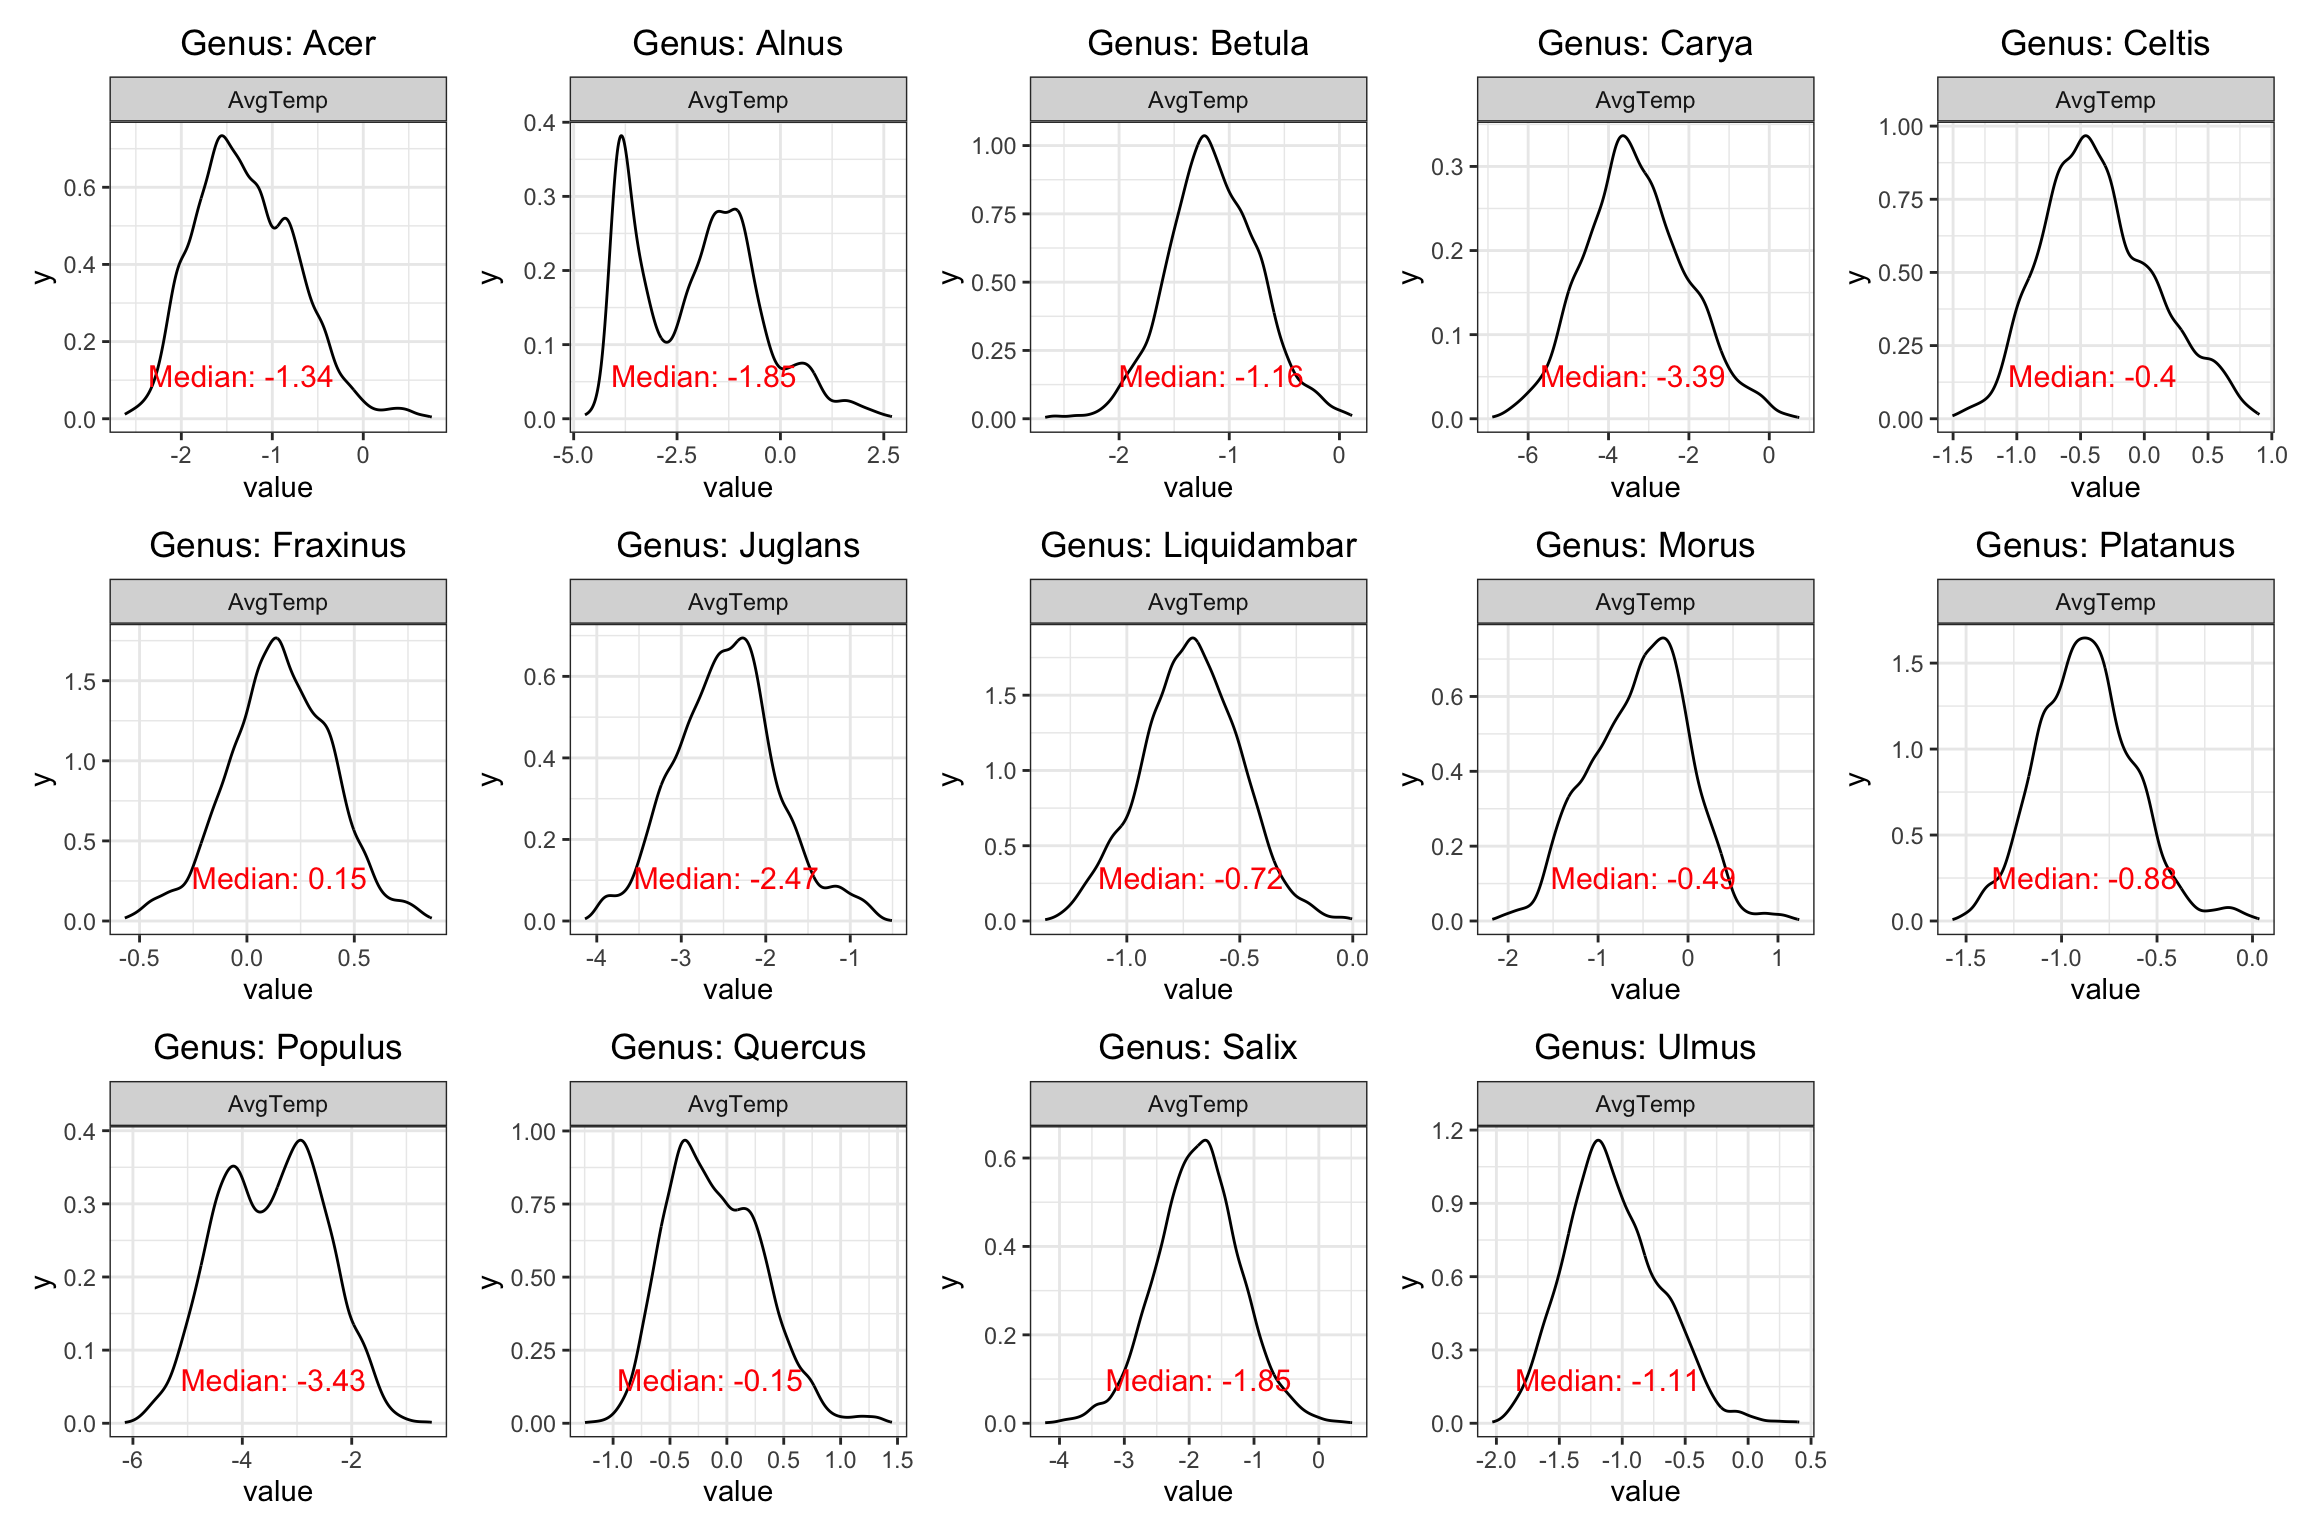 Genus: Acer
AvgTemp
y
0.6
0.4
0.2
0.0
Median: -1.34
-2 -1 0
value
Genus: Alnus
AvgTemp
y
0.4
0.3
0.2
0.1
0.0
Median: -1.85
-5.0 -2.5 0.0 2.5
value
Genus: Betula
AvgTemp
y
1.00
0.75
0.50
0.25
0.00
Median: -1.16
-2 -1 0
value
Genus: Carya
AvgTemp
y
0.3
0.2
0.1
0.0
Median: -3.39
-6 -4 -2 0
value
Genus: Celtis
AvgTemp
y
1.00
0.75
0.50
0.25
0.00
Median: -0.4
-1.5 -1.0 -0.5 0.0 0.5 1.0
value
Genus: Fraxinus
AvgTemp
y
1.5
1.0
0.5
0.0
Median: 0.15
-0.5 0.0 0.5
value
Genus: Juglans
AvgTemp
y
0.6
0.4
0.2
0.0
Median: -2.47
-4 -3 -2 -1
value
Genus: Liquidambar
AvgTemp
y
1.5
1.0
0.5
0.0
Median: -0.72
-1.0 -0.5 0.0
value
Genus: Morus
AvgTemp
y
0.6
0.4
0.2
0.0
Median: -0.49
-2 -1 0 1
value
Genus: Platanus
AvgTemp
y
1.5
1.0
0.5
0.0
Median: -0.88
-1.5 -1.0 -0.5 0.0
value
Genus: Populus
AvgTemp
y
0.4
0.3
0.2
0.1
0.0
Median: -3.43
-6 -4 -2
value
Genus: Quercus
AvgTemp
y
1.00
0.75
0.50
0.25
0.00
Median: -0.15
-1.0 -0.5 0.0 0.5 1.0 1.5
value
Genus: Salix
AvgTemp
y
0.6
0.4
0.2
0.0
Median: -1.85
-4 -3 -2 -1 0
value
Genus: Ulmus
AvgTemp
y
1.2
0.9
0.6
0.3
0.0
Median: -1.11
-2.0 -1.5 -1.0 -0.5 0.0 0.5
value